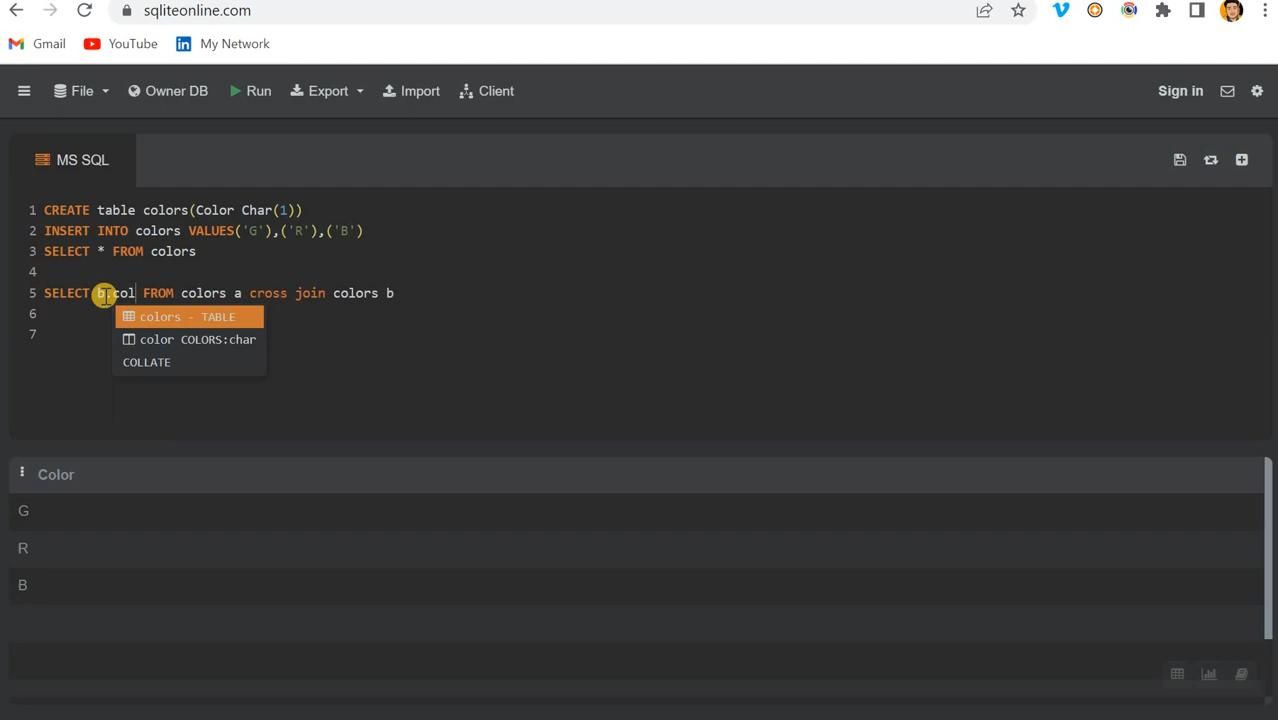 sqliteonline.com
Gmail YouTube My Network
File Owner DB Run Export Import Client Sign in
MS SQL
1 CREATE table colors(Color Char(1))
2 INSERT INTO colors VALUES('G'),('R'),('B')
3 SELECT * FROM colors
4
5 SELECT b.col FROM colors a cross join colors b
6
colors - TABLE
7
color COLORS:char
COLLATE
Color
G
R
B